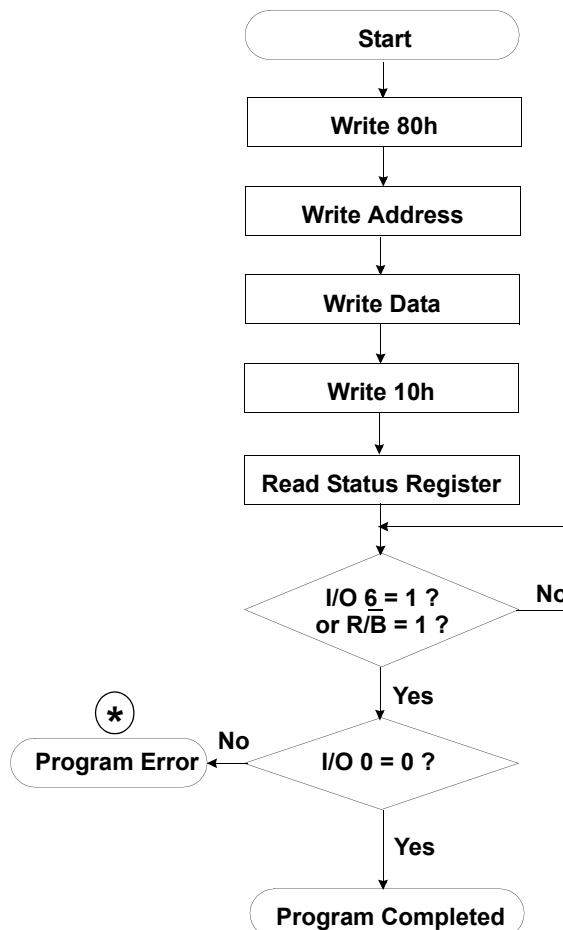 Start
Write 80h
Write Address
Write Data
Write 10h
Read Status Register
I/O 6 = 1 ?
or R/B̅ = 1 ?
No
Yes
*
No
Program Error
I/O 0 = 0 ?
Yes
Program Completed